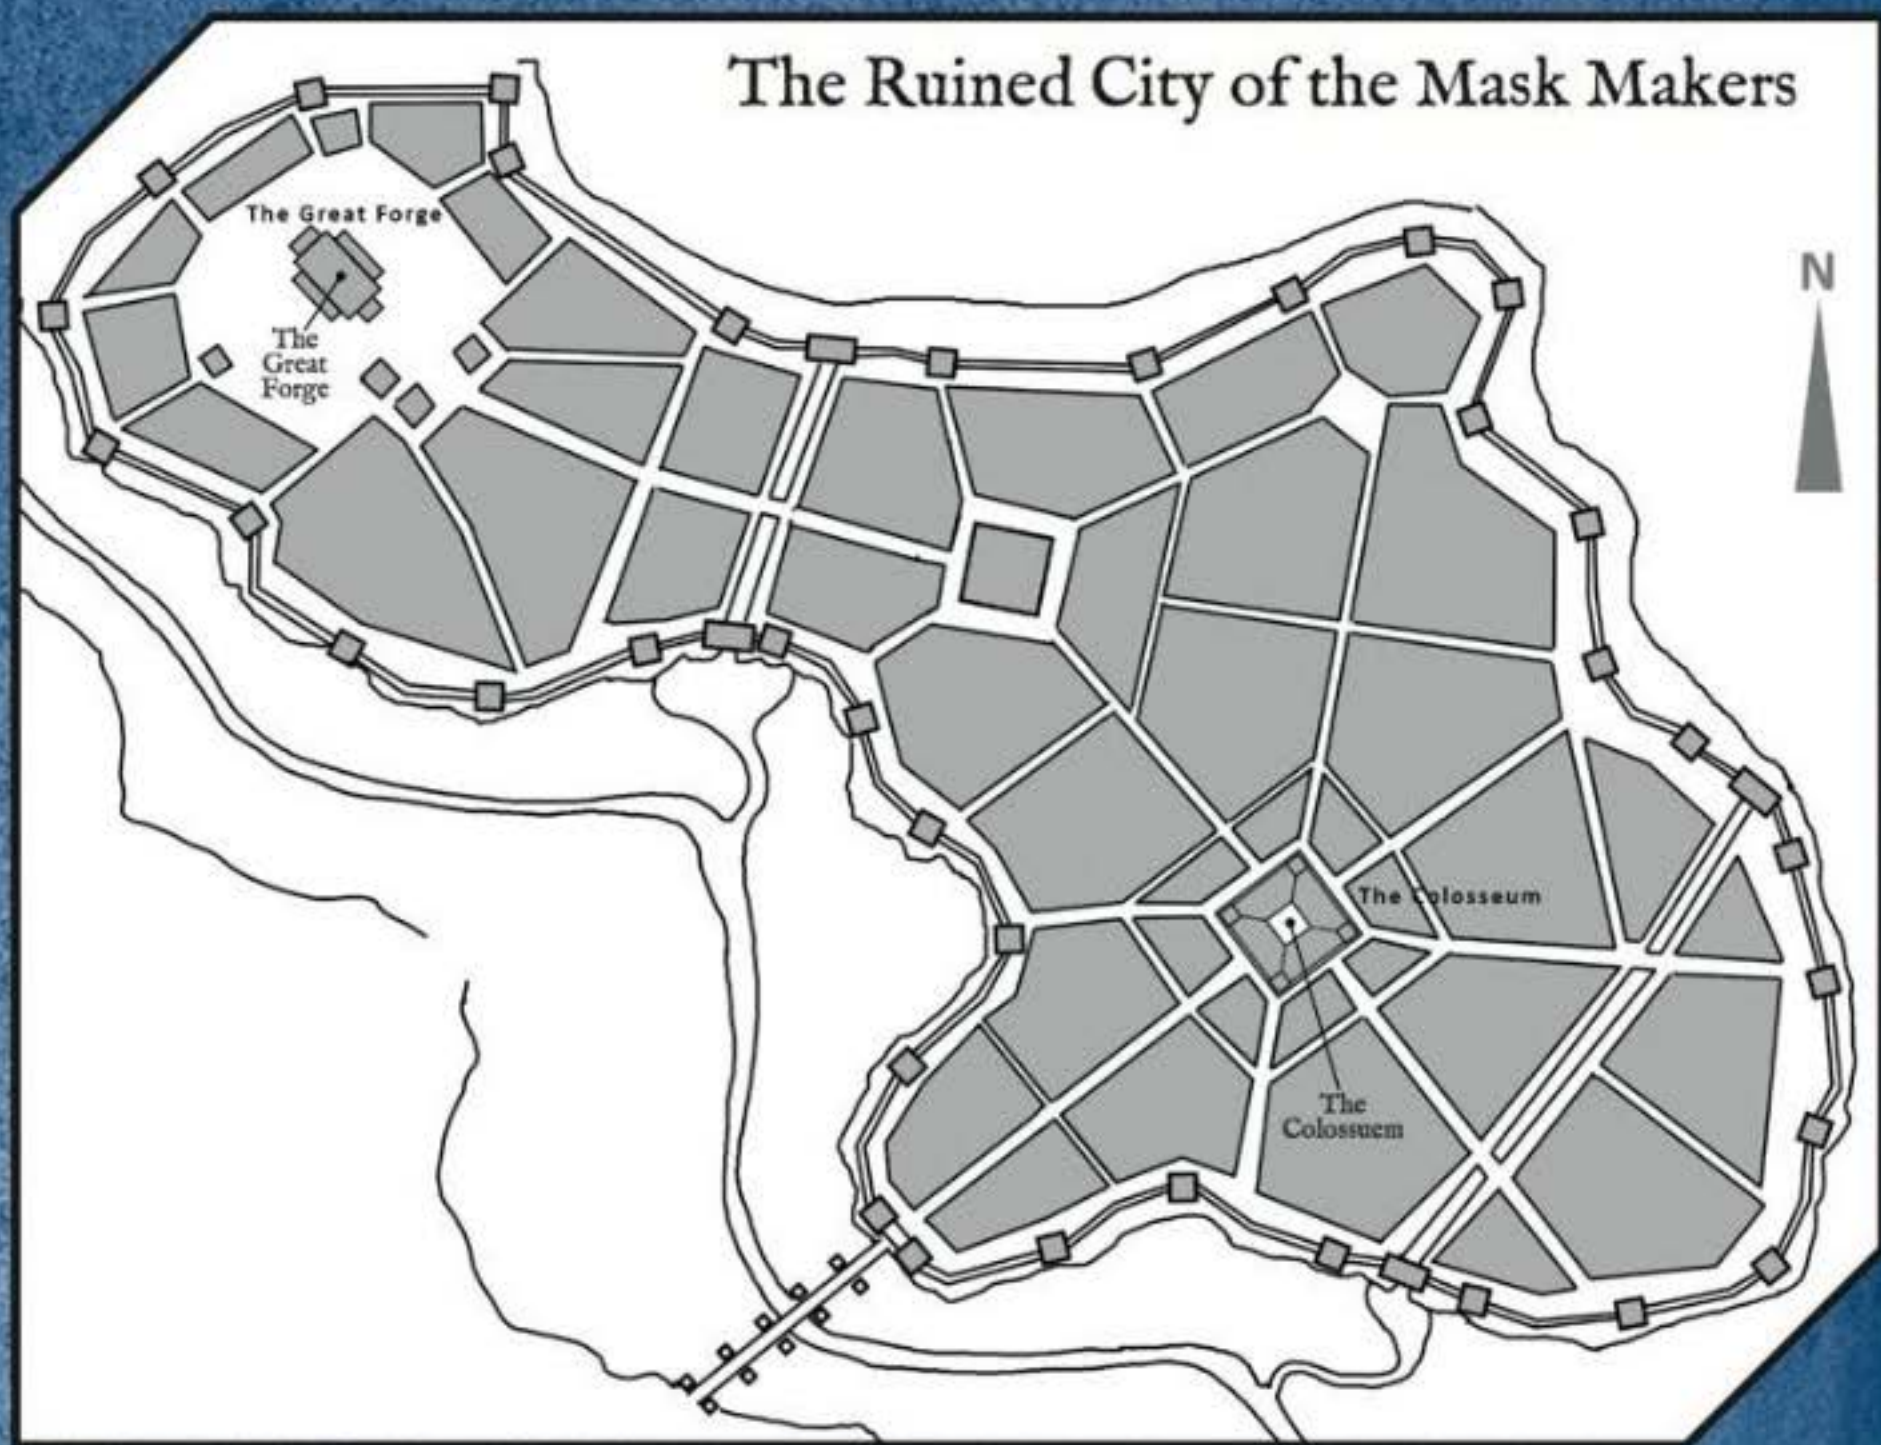 The Ruined City of the Mask Makers
The Great Forge
The
Great
Forge
N
The Colosseum
The
Colossuem